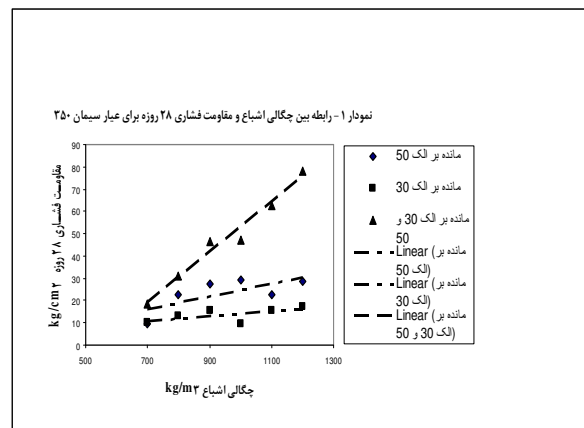 نمودار ۱ - رابطه بین چگالی اشباع و مقاومت فشاری ۲۸ روزه برای عیار سیمان ۳۵۰
مقاومت فشاری ۲۸ روزه kg/cm۲
90
80
70
60
50
40
30
20
10
0
500
700
900
1100
1300
چگالی اشباع kg/m۳
مانده بر الک 50
مانده بر الک 30
مانده بر الک 30 و
50
Linear (مانده بر
الک 50)
Linear (مانده بر
الک 30)
Linear (مانده بر
الک 30 و 50)